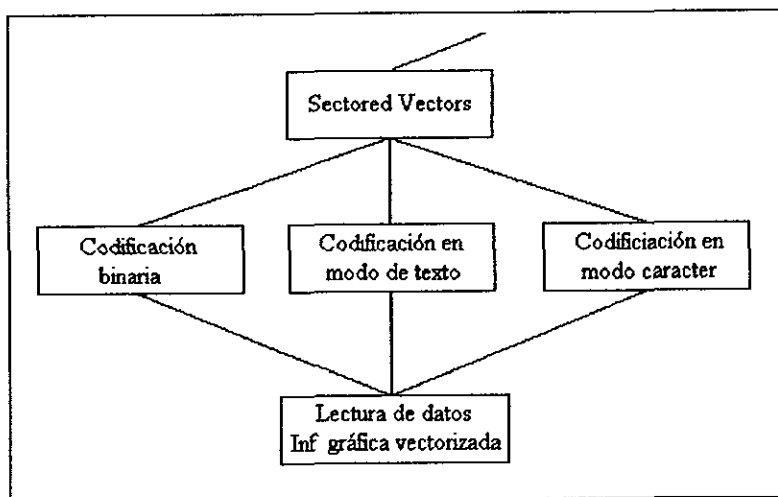 Sectored Vectors
Codificación
binaria
Codificación en
modo de texto
Codificiación en
modo caracter
Lectura de datos
Inf gráfica vectorizada